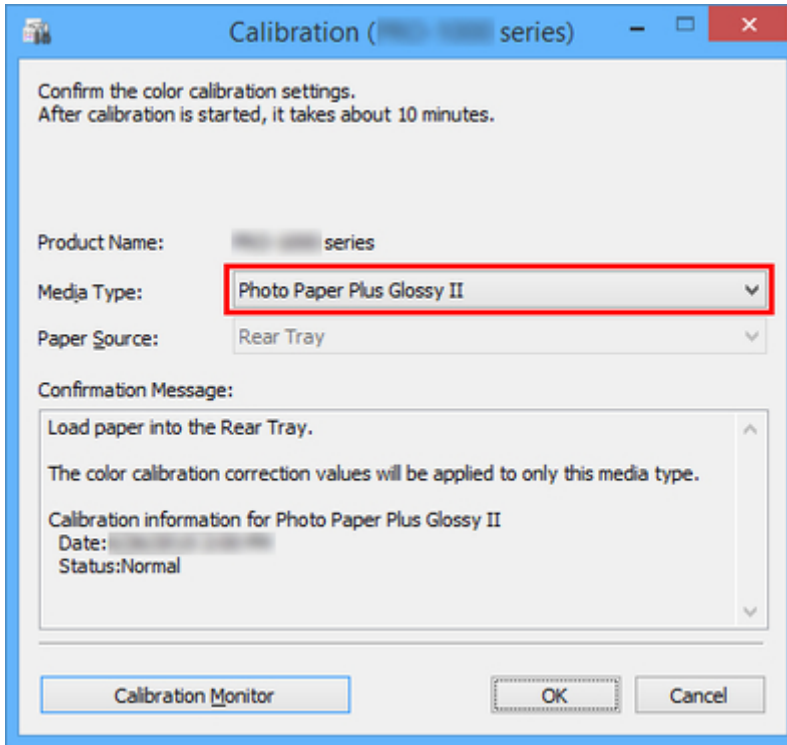 Calibration ( series)
Confirm the color calibration settings.
After calibration is started, it takes about 10 minutes.
Product Name: series
Media Type: Photo Paper Plus Glossy II
Paper Source: Rear Tray
Confirmation Message:
Load paper into the Rear Tray.
The color calibration correction values will be applied to only this media type.
Calibration information for Photo Paper Plus Glossy II
Date:
Status:Normal
Calibration Monitor OK Cancel